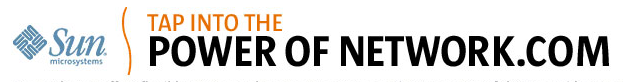 Sun
microsystems
TAP INTO THE
POWER OF NETWORK.COM